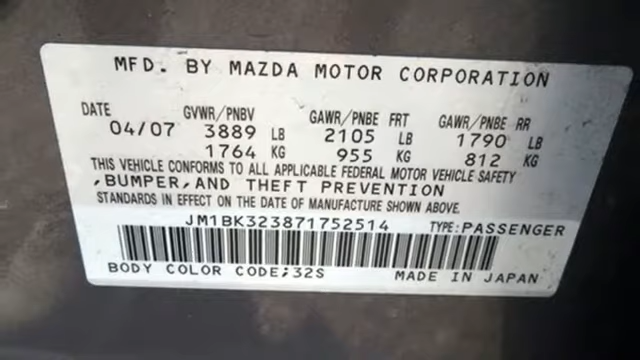 MFD. BY MAZDA MOTOR CORPORATION
DATE GVWR/PNBV GAWR/PNBE FRT GAWR/PNBE RR
04/07 3889 LB 2105 LB 1790 LB
1764 KG 955 KG 812 KG
THIS VEHICLE CONFORMS TO ALL APPLICABLE FEDERAL MOTOR VEHICLE SAFETY
,BUMPER,AND THEFT PREVENTION
STANDARDS IN EFFECT ON THE DATE OF MANUFACTURE SHOWN ABOVE.
JM1BK323871752514 TYPE:PASSENGER
BODY COLOR CODE;32S MADE IN JAPAN